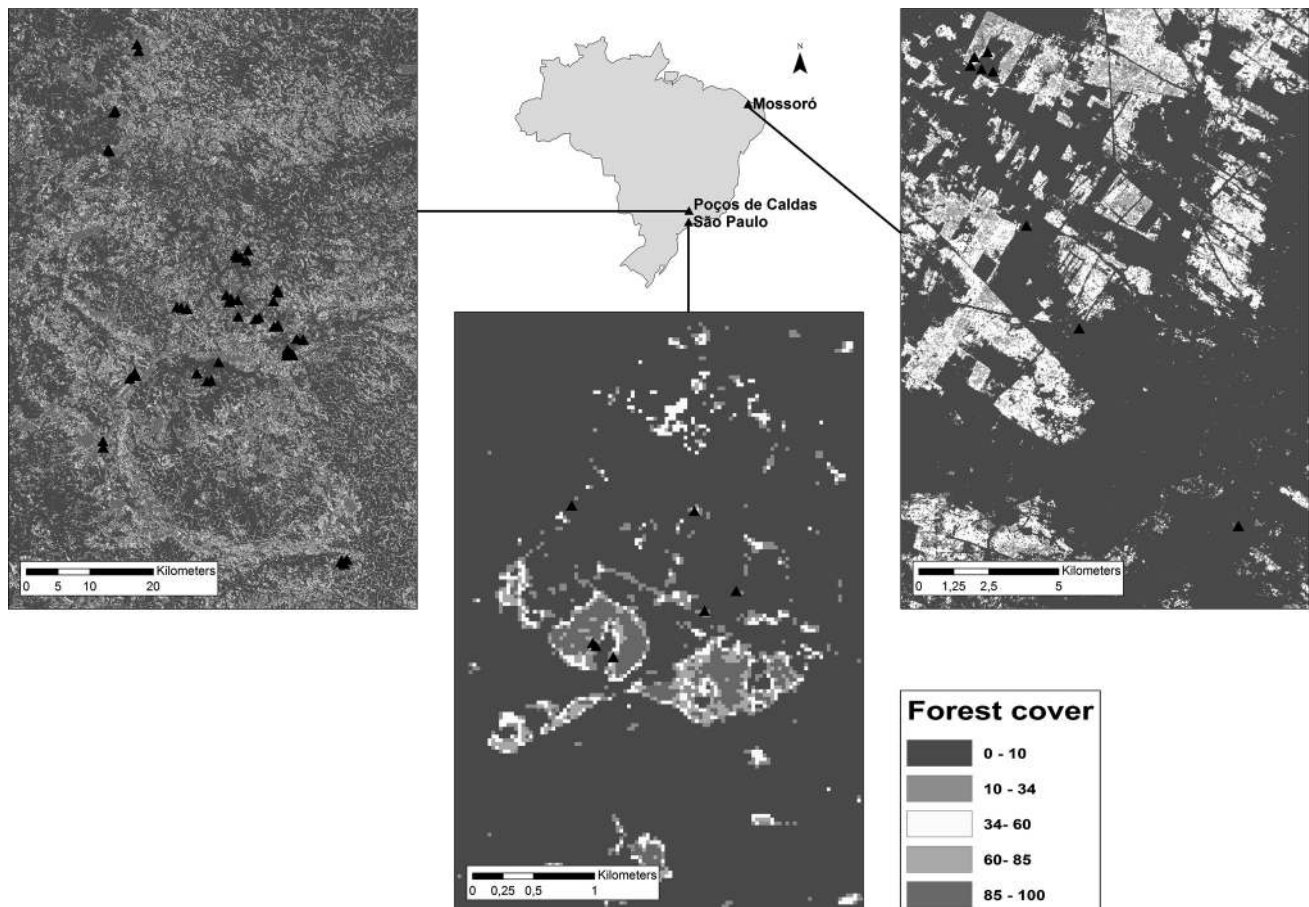 N
Mossoró
Poços de Caldas
São Paulo
Kilometers
0 5 10 20
Kilometers
0 1,25 2,5 5
Kilometers
0 0,25 0,5 1
Forest cover
0 - 10
10 - 34
34- 60
60- 85
85 - 100